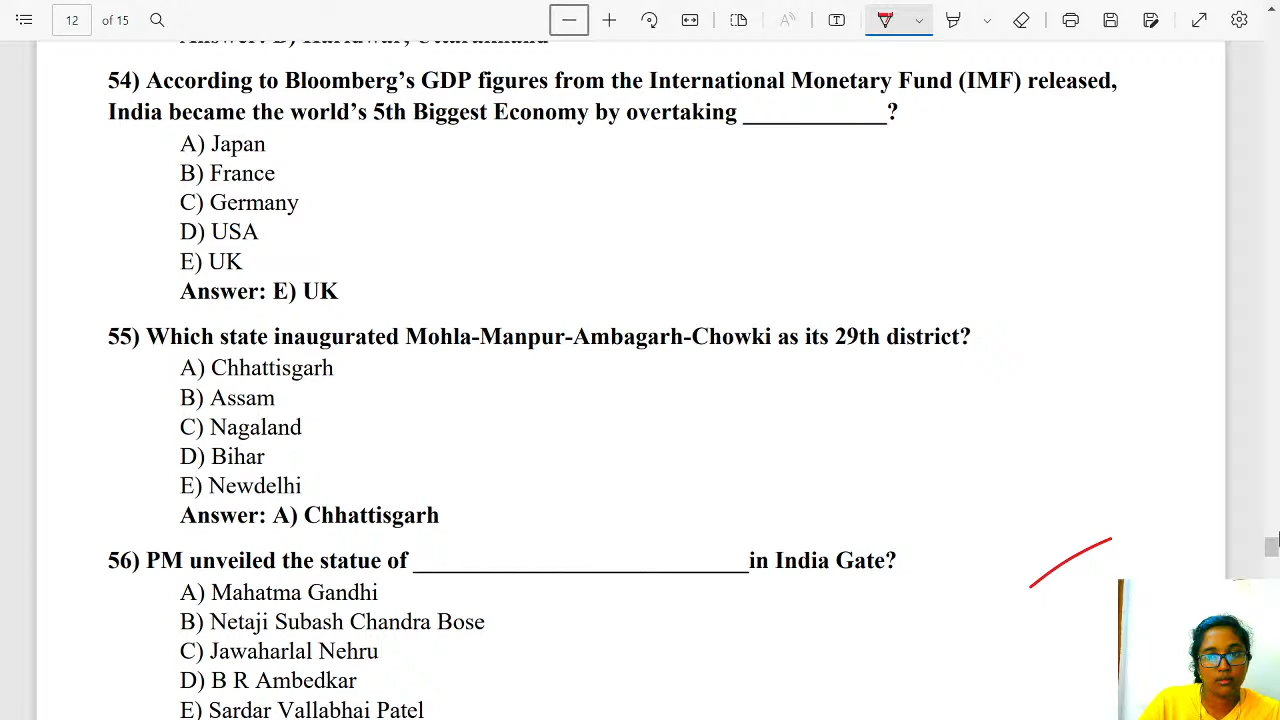 12 of 15
54) According to Bloomberg’s GDP figures from the International Monetary Fund (IMF) released,
India became the world’s 5th Biggest Economy by overtaking ____________?
A) Japan
B) France
C) Germany
D) USA
E) UK
Answer: E) UK
55) Which state inaugurated Mohla-Manpur-Ambagarh-Chowki as its 29th district?
A) Chhattisgarh
B) Assam
C) Nagaland
D) Bihar
E) Newdelhi
Answer: A) Chhattisgarh
56) PM unveiled the statue of ____________________________in India Gate?
A) Mahatma Gandhi
B) Netaji Subash Chandra Bose
C) Jawaharlal Nehru
D) B R Ambedkar
E) Sardar Vallabhai Patel